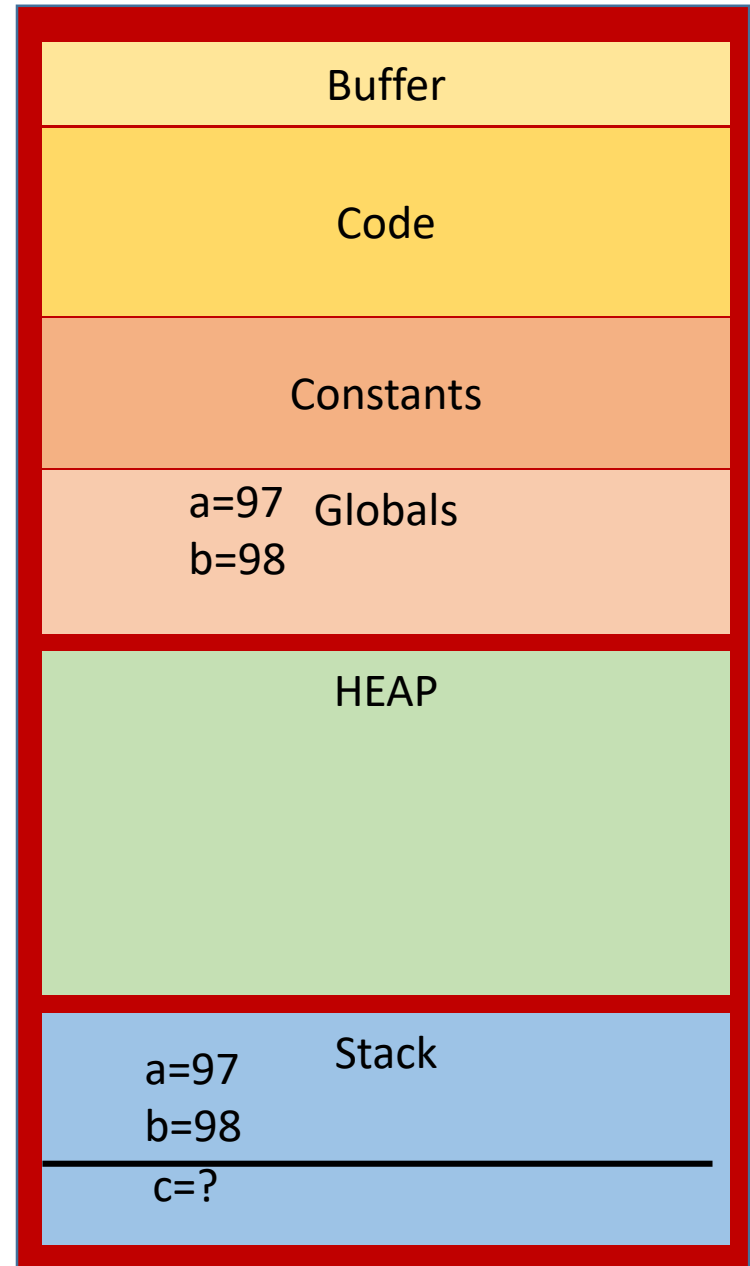 Buffer
Code
Constants
a=97 Globals
b=98
HEAP
Stack
a=97
b=98
c=?